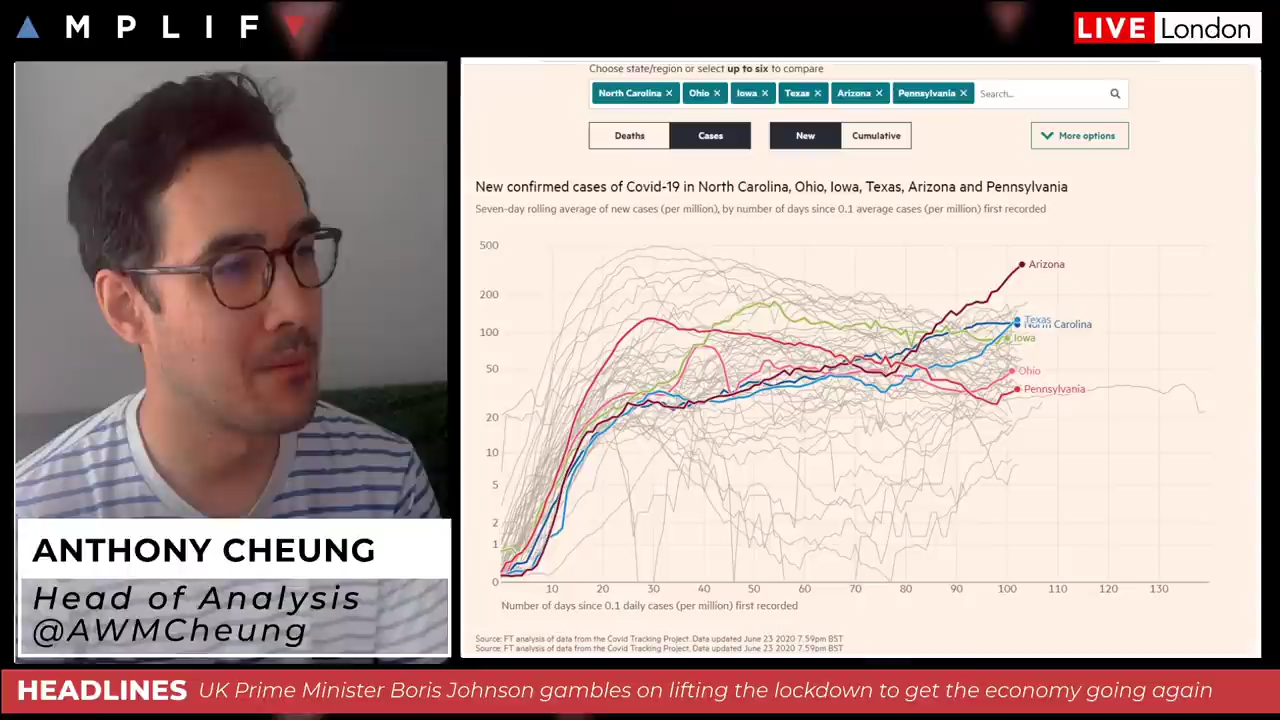 AMPLIFY
LIVE London
Choose state/region or select up to six to compare
North Carolina × Ohio × Iowa × Texas × Arizona × Pennsylvania × Search...
Deaths Cases New Cumulative More options
New confirmed cases of Covid-19 in North Carolina, Ohio, Iowa, Texas, Arizona and Pennsylvania
Seven-day rolling average of new cases (per million), by number of days since 0.1 average cases (per million) first recorded
500
Arizona
200
Texas
100
North Carolina
Iowa
50
Ohio
Pennsylvania
20
10
5
2
1
0
10 20 30 40 50 60 70 80 90 100 110 120 130
Number of days since 0.1 daily cases (per million) first recorded
Source: FT analysis of data from the Covid Tracking Project. Data updated June 23 2020 7.59pm BST
Source: FT analysis of data from the Covid Tracking Project. Data updated June 23 2020 7.59pm BST
ANTHONY CHEUNG
Head of Analysis
@AWMCheung
HEADLINES UK Prime Minister Boris Johnson gambles on lifting the lockdown to get the economy going again